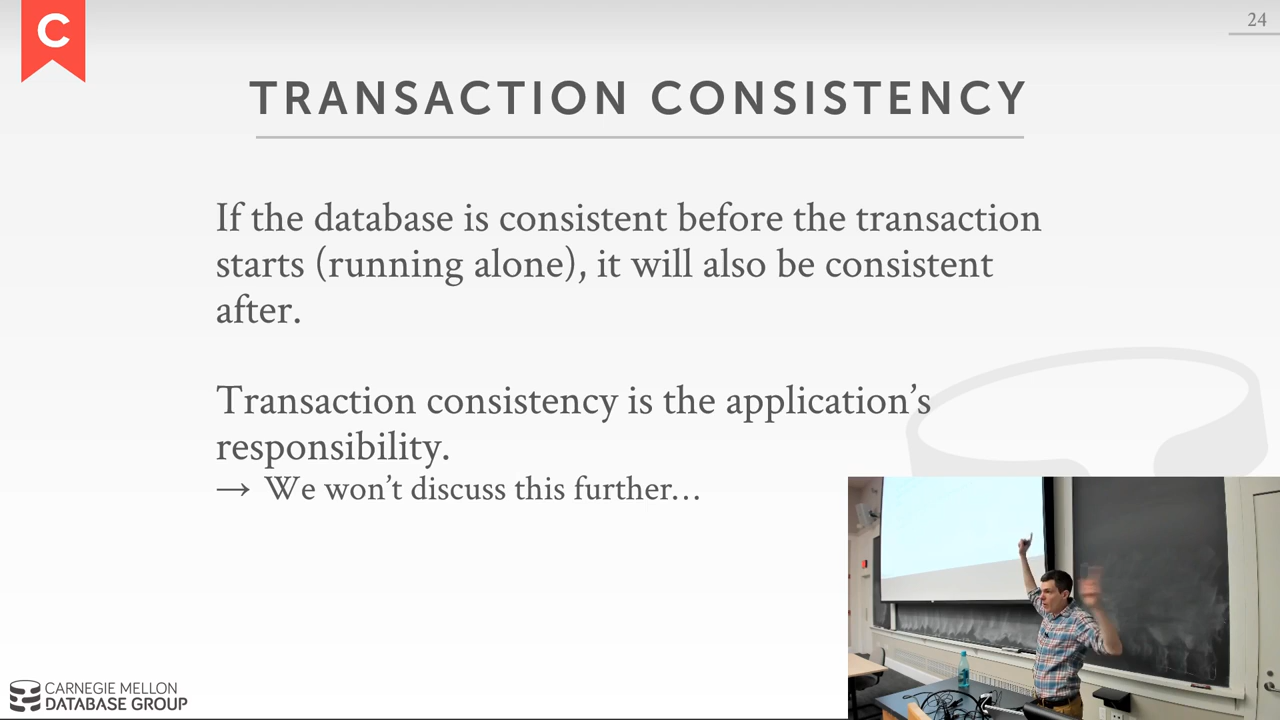 C
24
TRANSACTION CONSISTENCY
If the database is consistent before the transaction
starts (running alone), it will also be consistent
after.
Transaction consistency is the application’s
responsibility.
→ We won’t discuss this further…
CARNEGIE MELLON
DATABASE GROUP